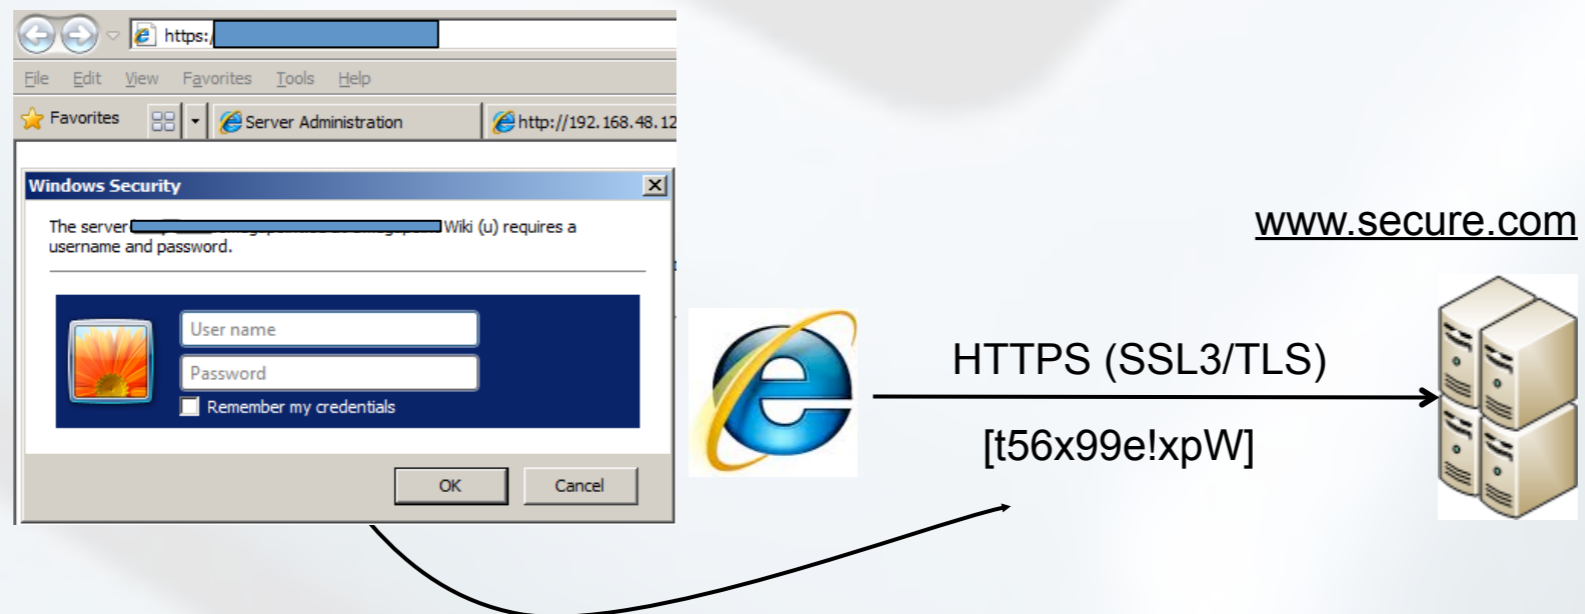 https:/
File Edit View Favorites Tools Help
Favorites
Server Administration
http://192.168.48.12
Windows Security
The server Wiki (u) requires a
username and password.
User name
Password
Remember my credentials
OK
Cancel
www.secure.com
HTTPS (SSL3/TLS)
[t56x99e!xpW]